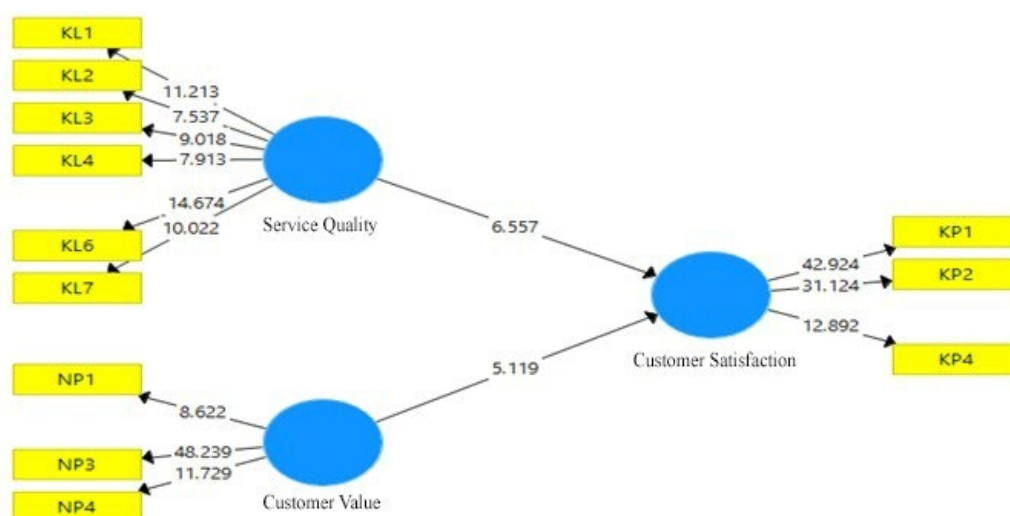 KL1
KL2
KL3
KL4
KL6
KL7
11.213
7.537
9.018
7.913
14.674
10.022
Service Quality
6.557
NP1
NP3
NP4
8.622
48.239
11.729
Customer Value
5.119
Customer Satisfaction
42.924
31.124
12.892
KP1
KP2
KP4